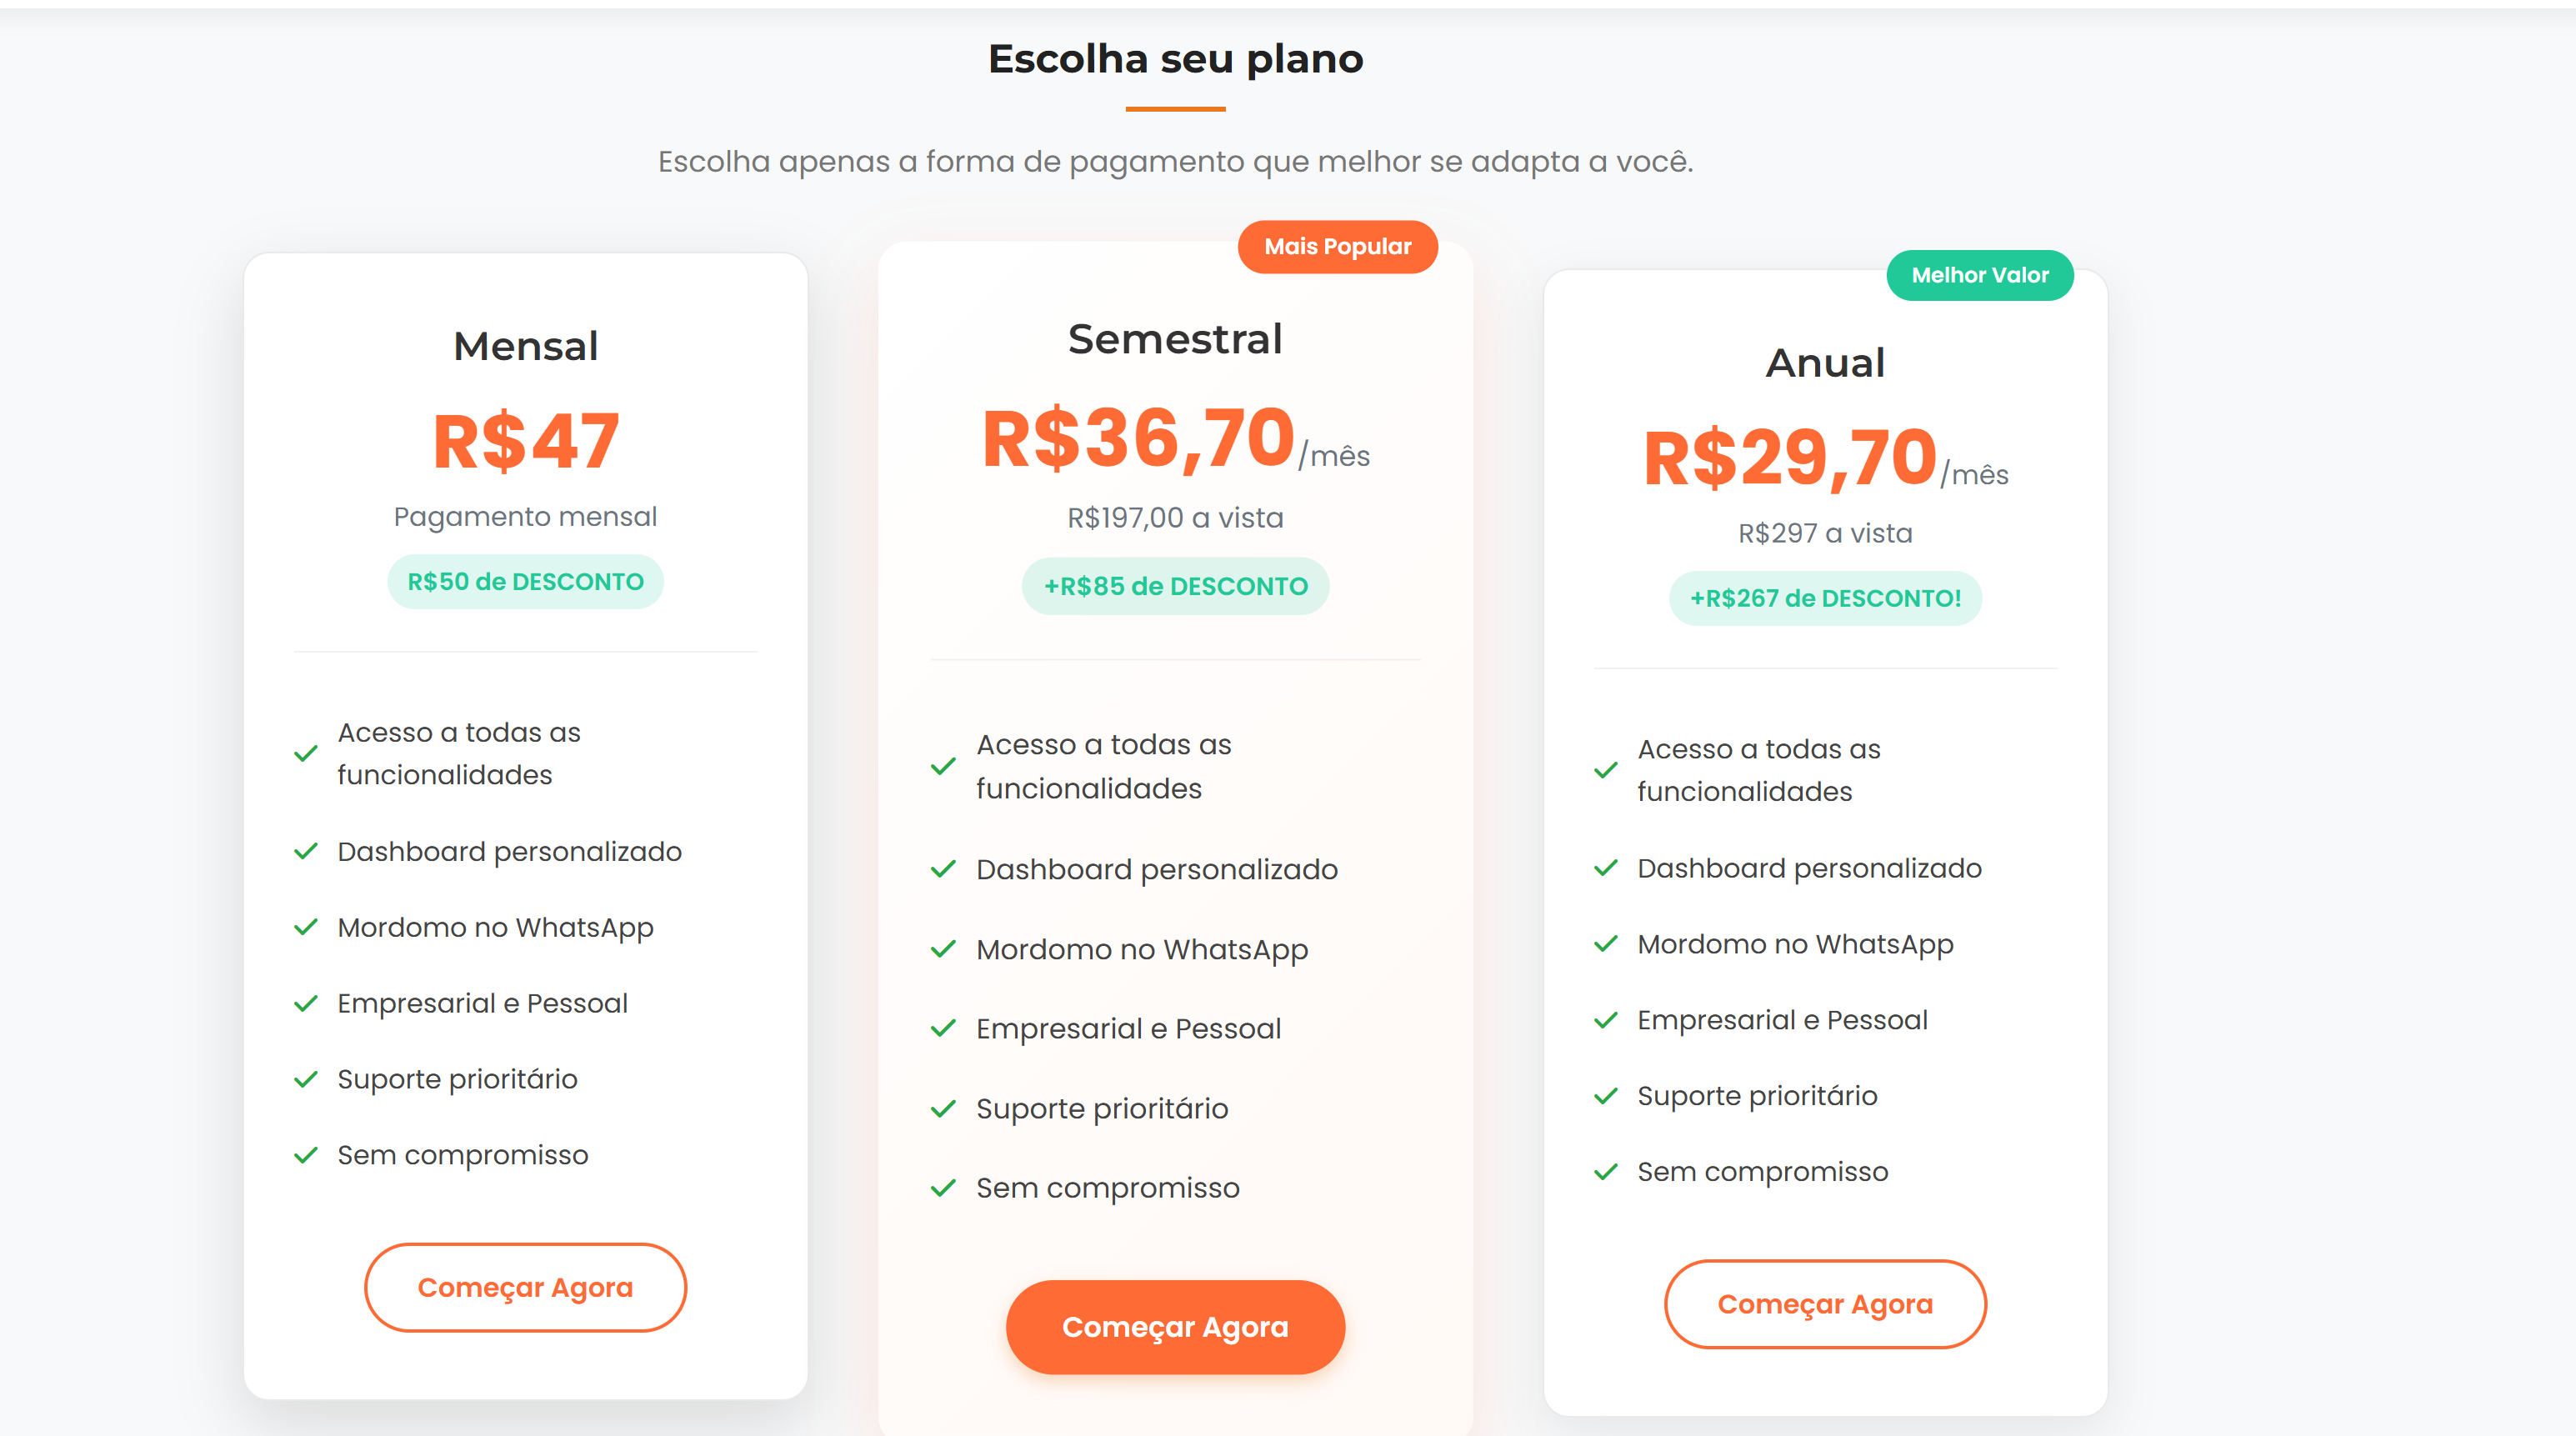 Escolha seu plano
Escolha apenas a forma de pagamento que melhor se adapta a você.
Mensal
R$47
Pagamento mensal
R$50 de DESCONTO
Acesso a todas as
funcionalidades
Dashboard personalizado
Mordomo no WhatsApp
Empresarial e Pessoal
Suporte prioritário
Sem compromisso
Começar Agora
Mais Popular
Semestral
R$36,70/mês
R$197,00 a vista
+R$85 de DESCONTO
Acesso a todas as
funcionalidades
Dashboard personalizado
Mordomo no WhatsApp
Empresarial e Pessoal
Suporte prioritário
Sem compromisso
Começar Agora
Melhor Valor
Anual
R$29,70/mês
R$297 a vista
+R$267 de DESCONTO!
Acesso a todas as
funcionalidades
Dashboard personalizado
Mordomo no WhatsApp
Empresarial e Pessoal
Suporte prioritário
Sem compromisso
Começar Agora